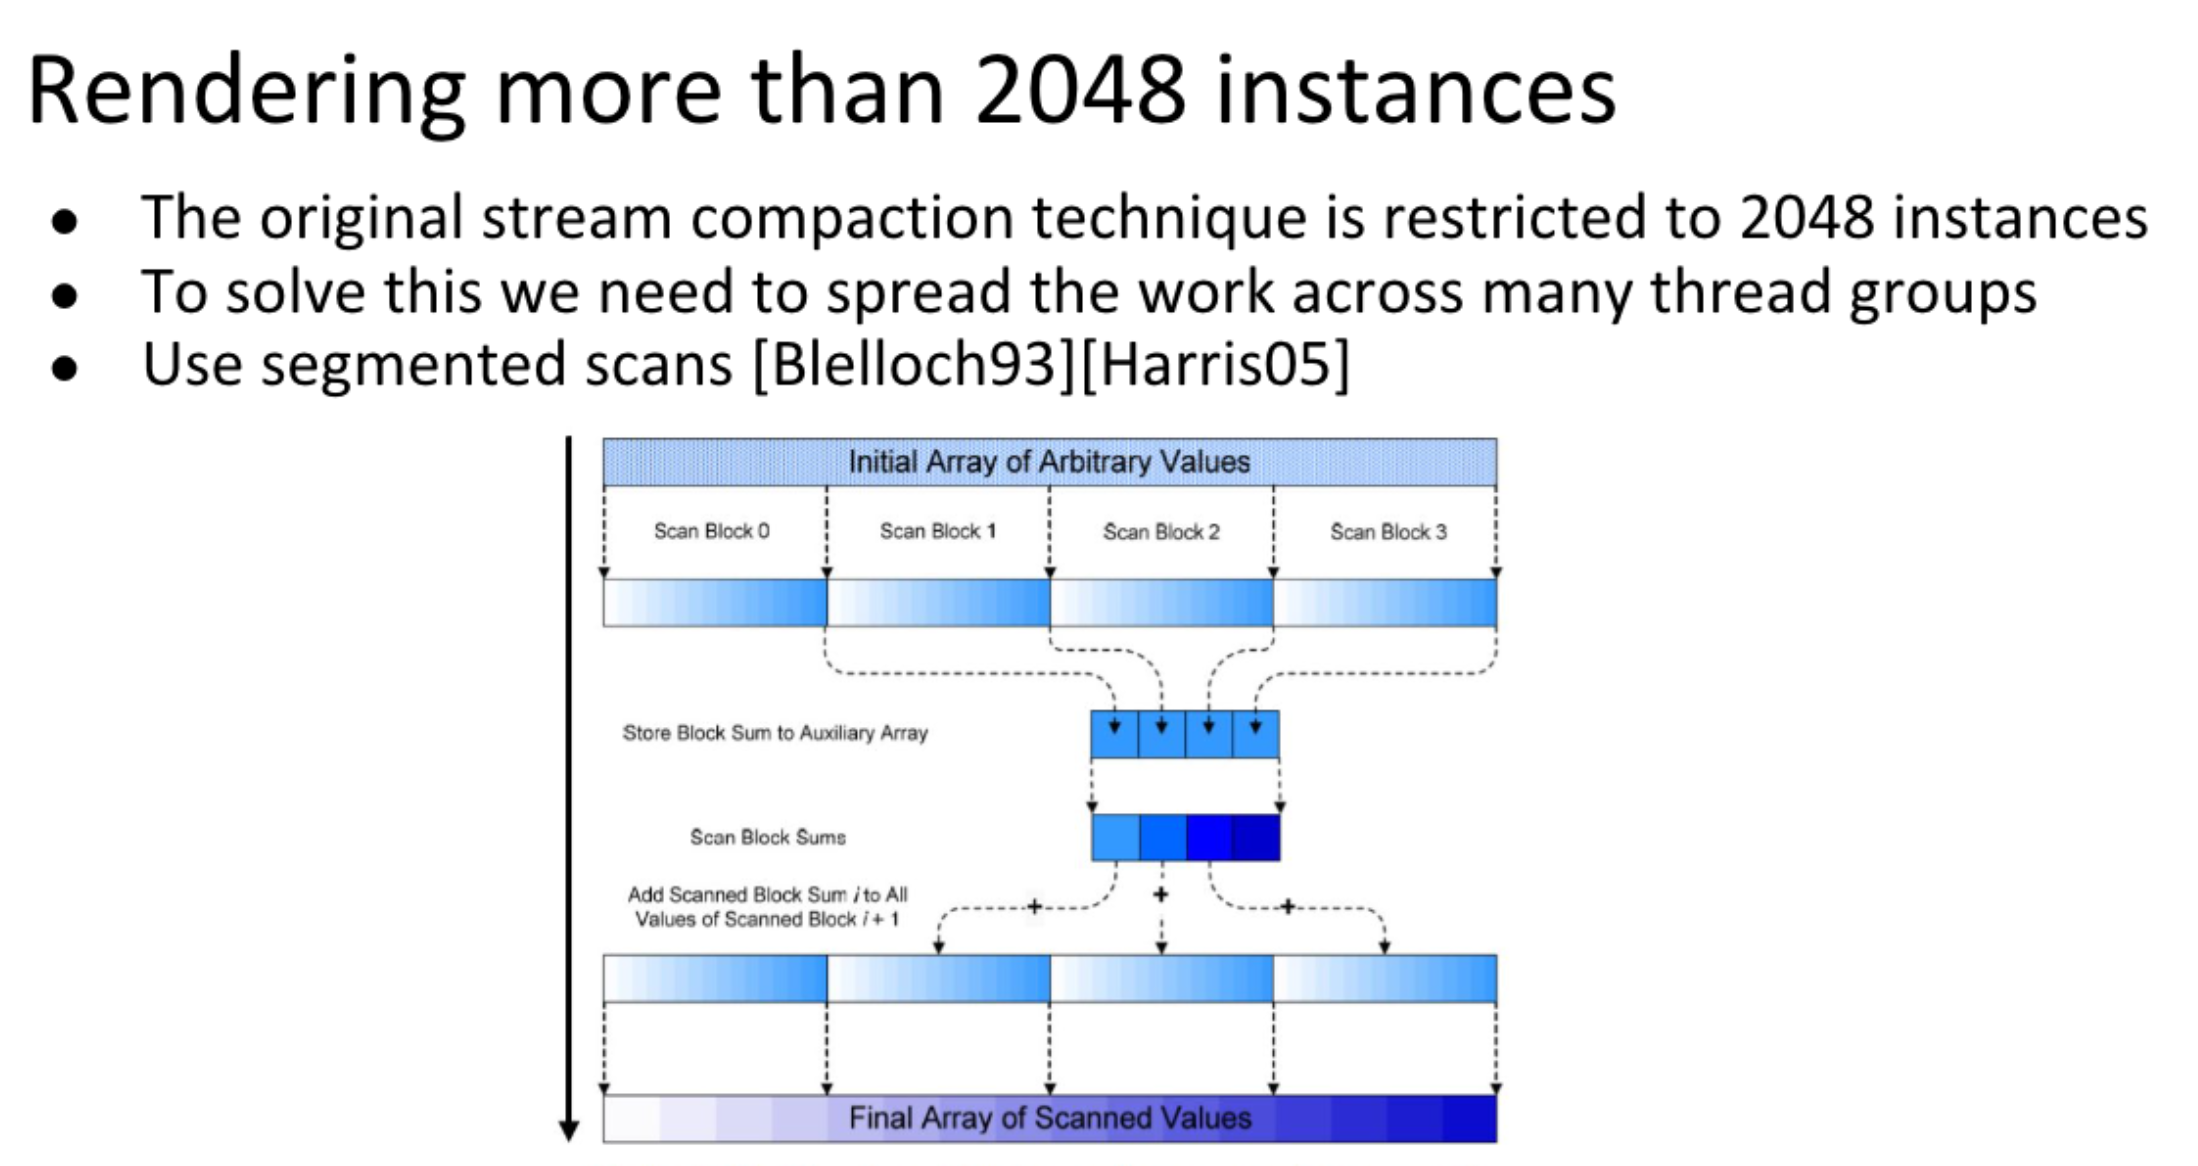 Rendering more than 2048 instances
● The original stream compaction technique is restricted to 2048 instances
● To solve this we need to spread the work across many thread groups
● Use segmented scans [Blelloch93][Harris05]
Initial Array of Arbitrary Values
Scan Block 0
Scan Block 1
Scan Block 2
Scan Block 3
Store Block Sum to Auxiliary Array
Scan Block Sums
Add Scanned Block Sum i to All
Values of Scanned Block i + 1
+
+
+
Final Array of Scanned Values